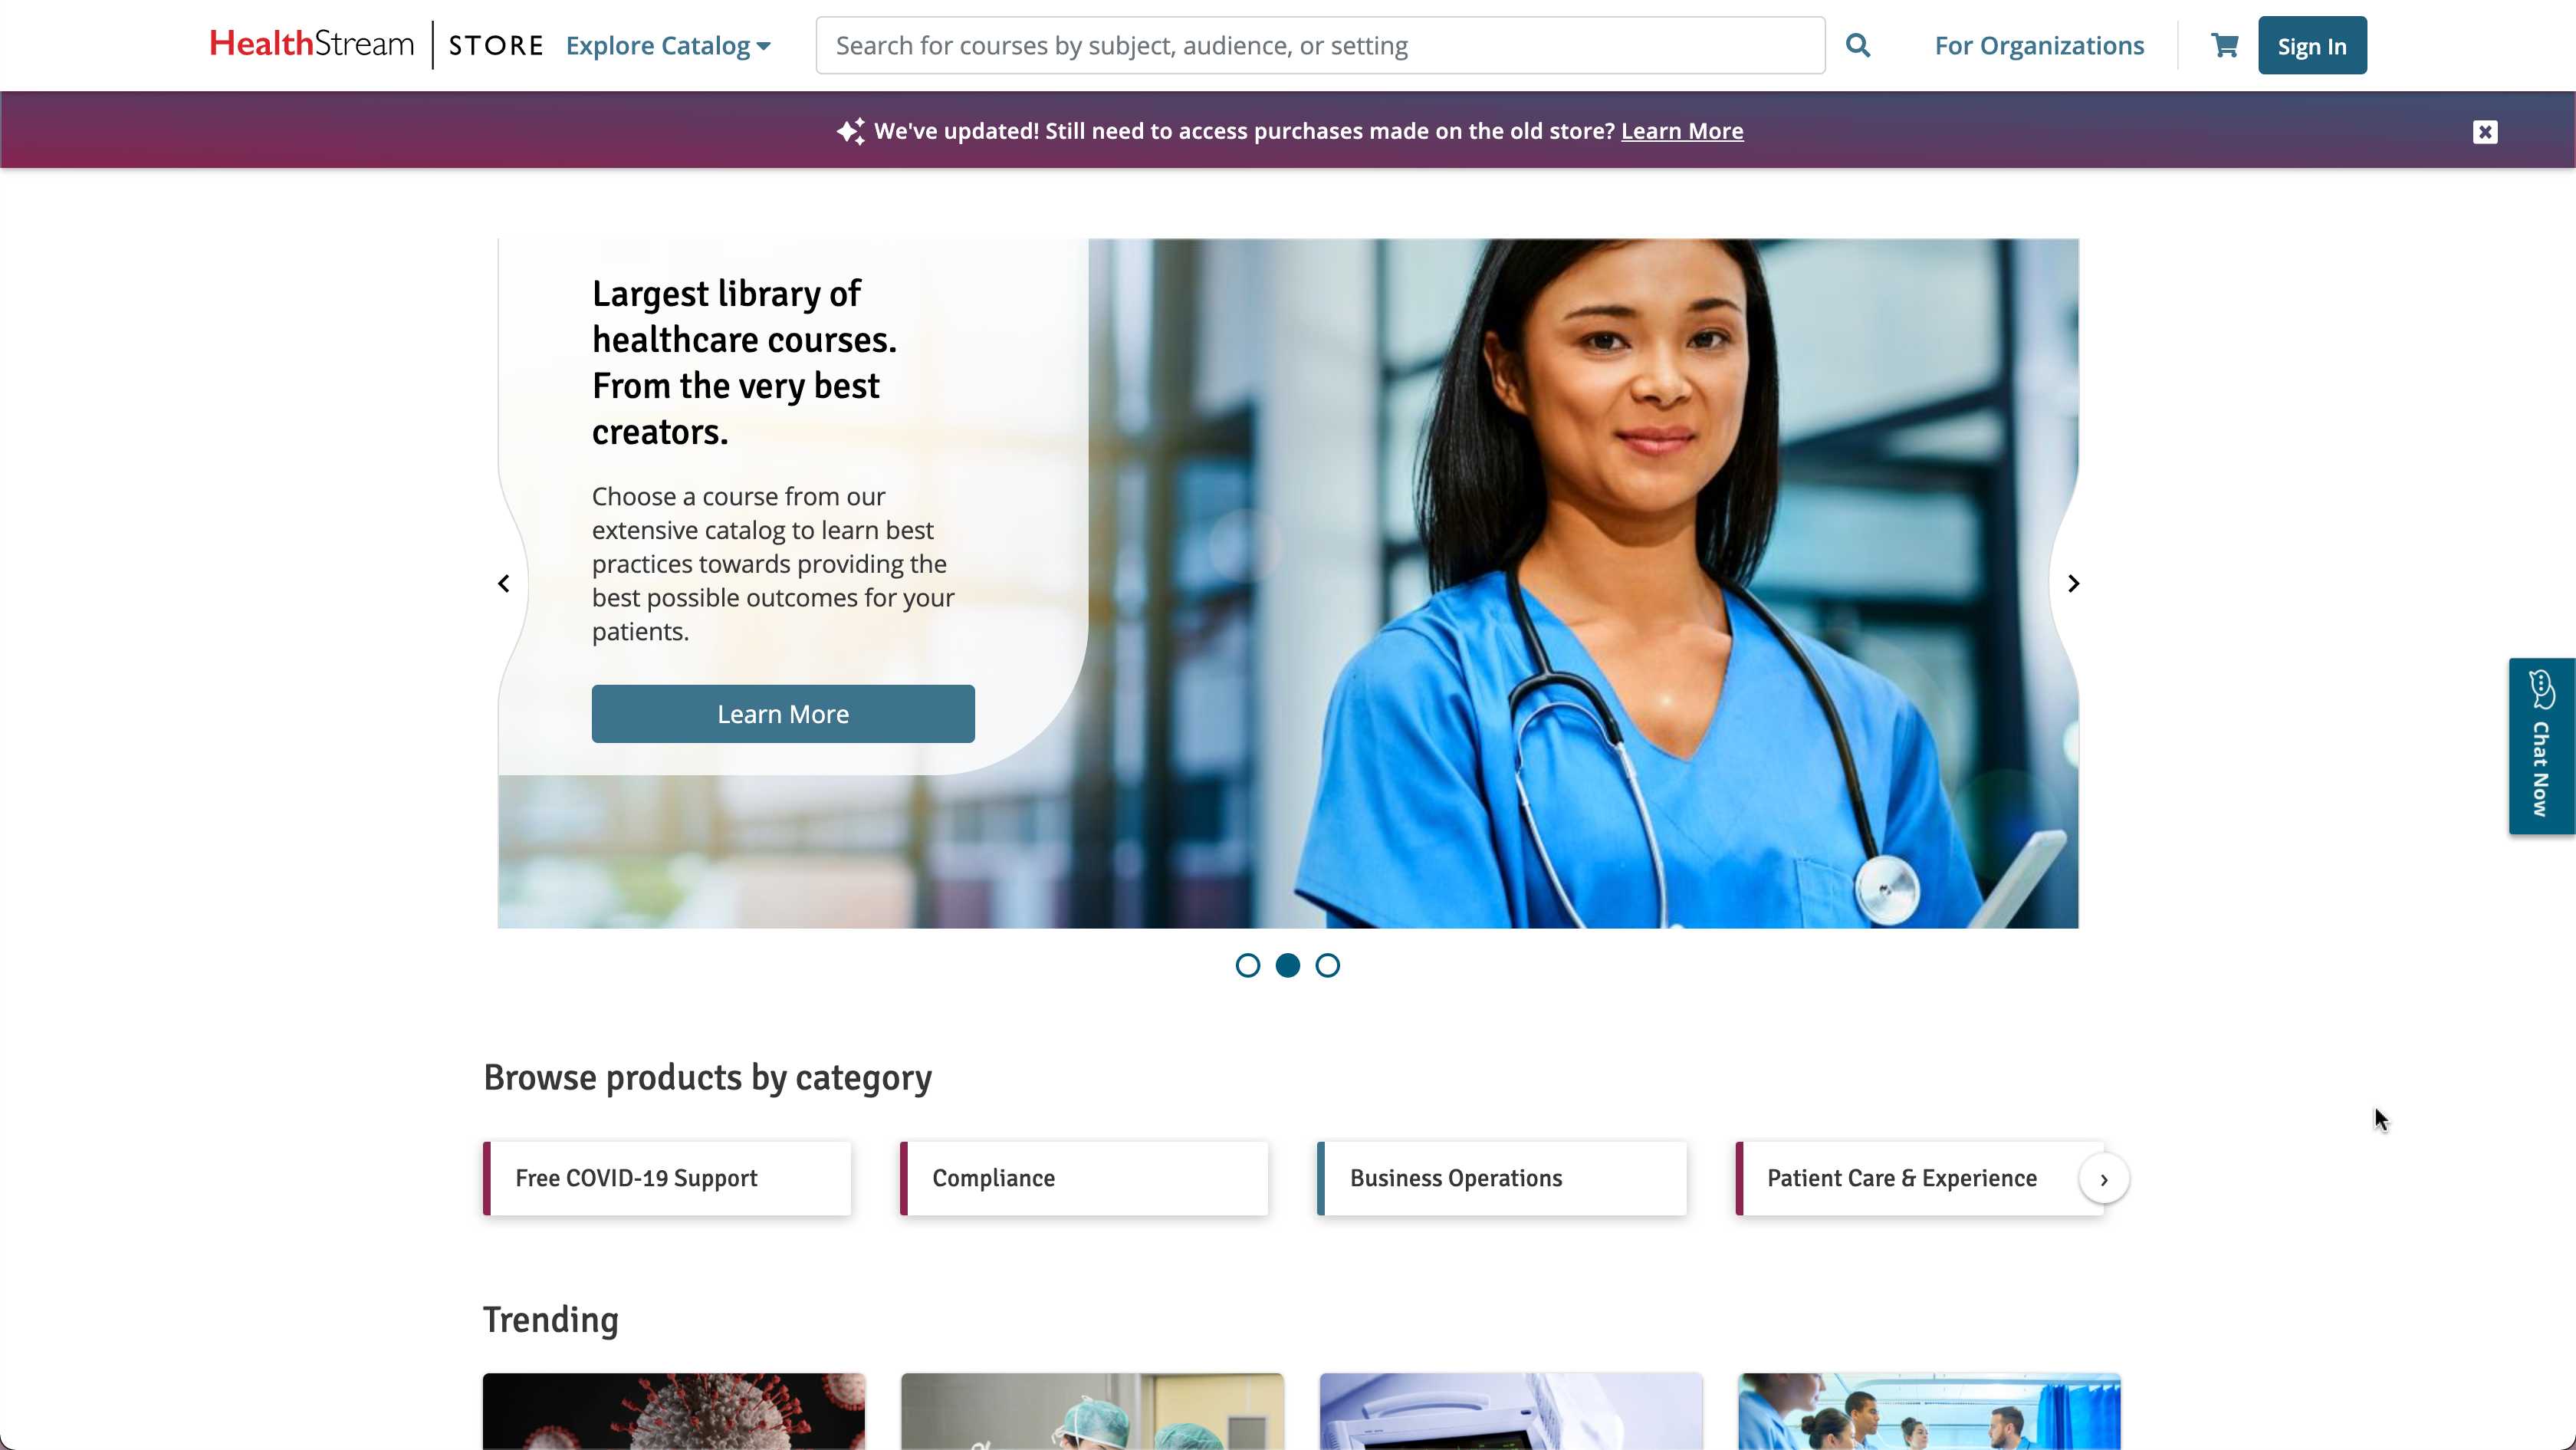 HealthStream STORE Explore Catalog Search for courses by subject, audience, or setting For Organizations Sign In
We've updated! Still need to access purchases made on the old store? Learn More
Largest library of
healthcare courses.
From the very best
creators.
Choose a course from our
extensive catalog to learn best
practices towards providing the
best possible outcomes for your
patients.
Learn More
Chat Now
Browse products by category
Free COVID-19 Support Compliance Business Operations Patient Care & Experience
Trending